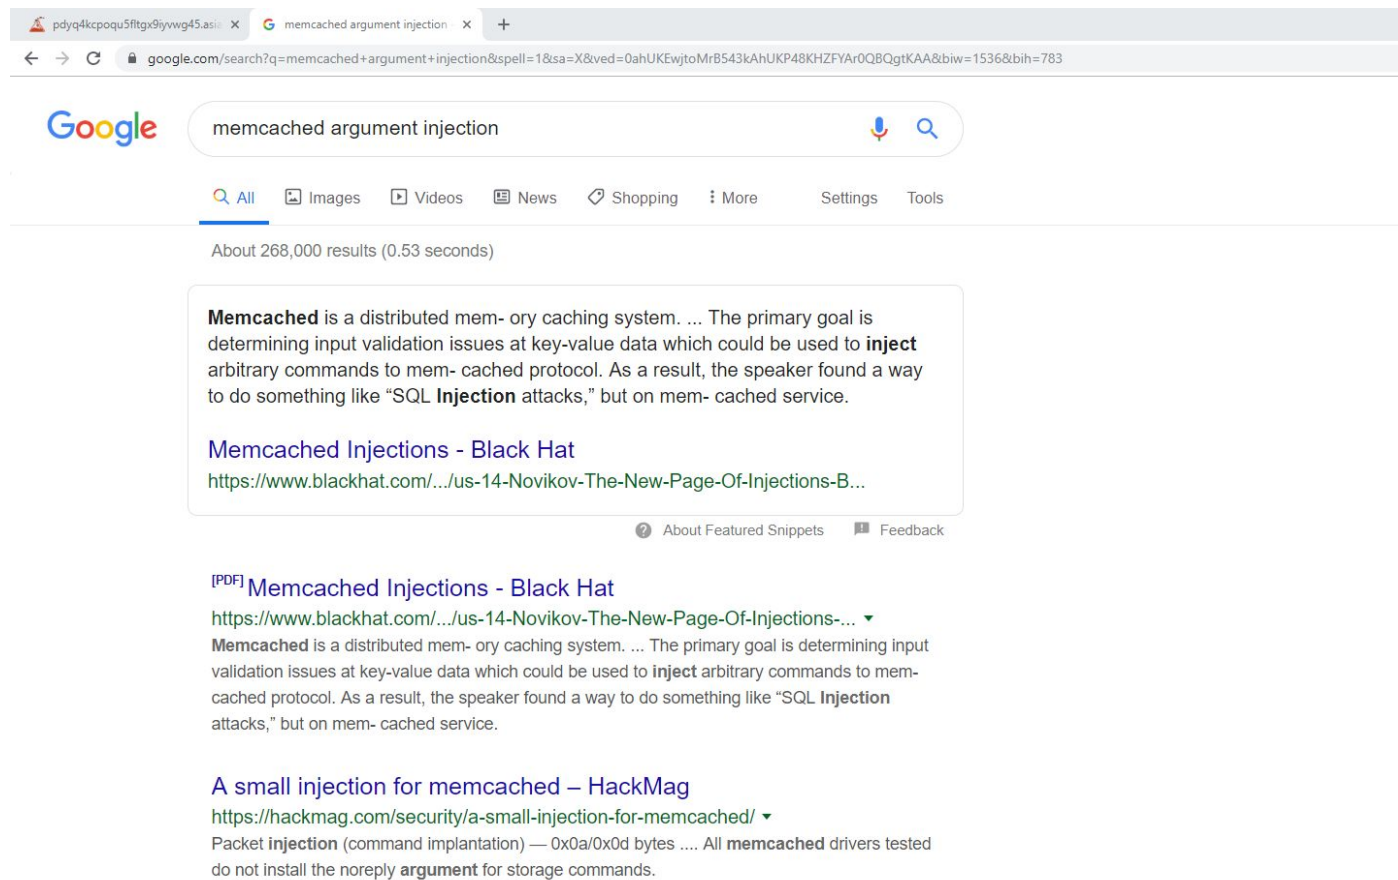 pdyq4kcpoqu5fltgx9iyvwg45.asia
memcached argument injection -
google.com/search?q=memcached+argument+injection&spell=1&sa=X&ved=0ahUKEwjtoMrB543kAhUKP48KHZFYAr0QBQgtKAA&biw=1536&bih=783
Google
memcached argument injection
All Images Videos News Shopping More Settings Tools
About 268,000 results (0.53 seconds)
Memcached is a distributed mem- ory caching system. ... The primary goal is
determining input validation issues at key-value data which could be used to inject
arbitrary commands to mem- cached protocol. As a result, the speaker found a way
to do something like “SQL Injection attacks,” but on mem- cached service.
Memcached Injections - Black Hat
https://www.blackhat.com/.../us-14-Novikov-The-New-Page-Of-Injections-B...
About Featured Snippets Feedback
[PDF] Memcached Injections - Black Hat
https://www.blackhat.com/.../us-14-Novikov-The-New-Page-Of-Injections-...
Memcached is a distributed mem- ory caching system. ... The primary goal is determining input
validation issues at key-value data which could be used to inject arbitrary commands to mem-
cached protocol. As a result, the speaker found a way to do something like “SQL Injection
attacks,” but on mem- cached service.
A small injection for memcached – HackMag
https://hackmag.com/security/a-small-injection-for-memcached/
Packet injection (command implantation) — 0x0a/0x0d bytes .... All memcached drivers tested
do not install the noreply argument for storage commands.